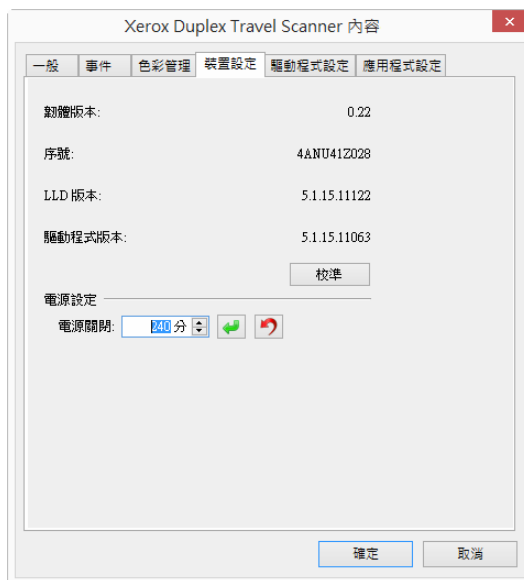 Xerox Duplex Travel Scanner 內容
一般 事件 色彩管理 裝置設定 驅動程式設定 應用程式設定
韌體版本: 0.22
序號: 4ANU41Z028
LLD 版本: 5.1.15.11122
驅動程式版本: 5.1.15.11063
校準
電源設定
電源關閉: 240 分
確定 取消